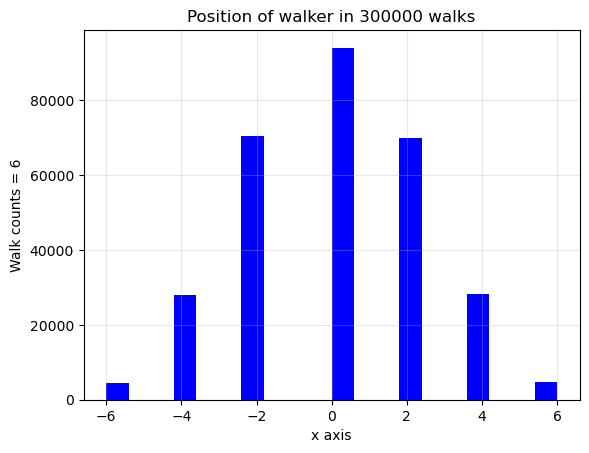 Position of walker in 300000 walks
80000
60000
40000
20000
0
Walk counts = 6
−6 −4 −2 0 2 4 6
x axis